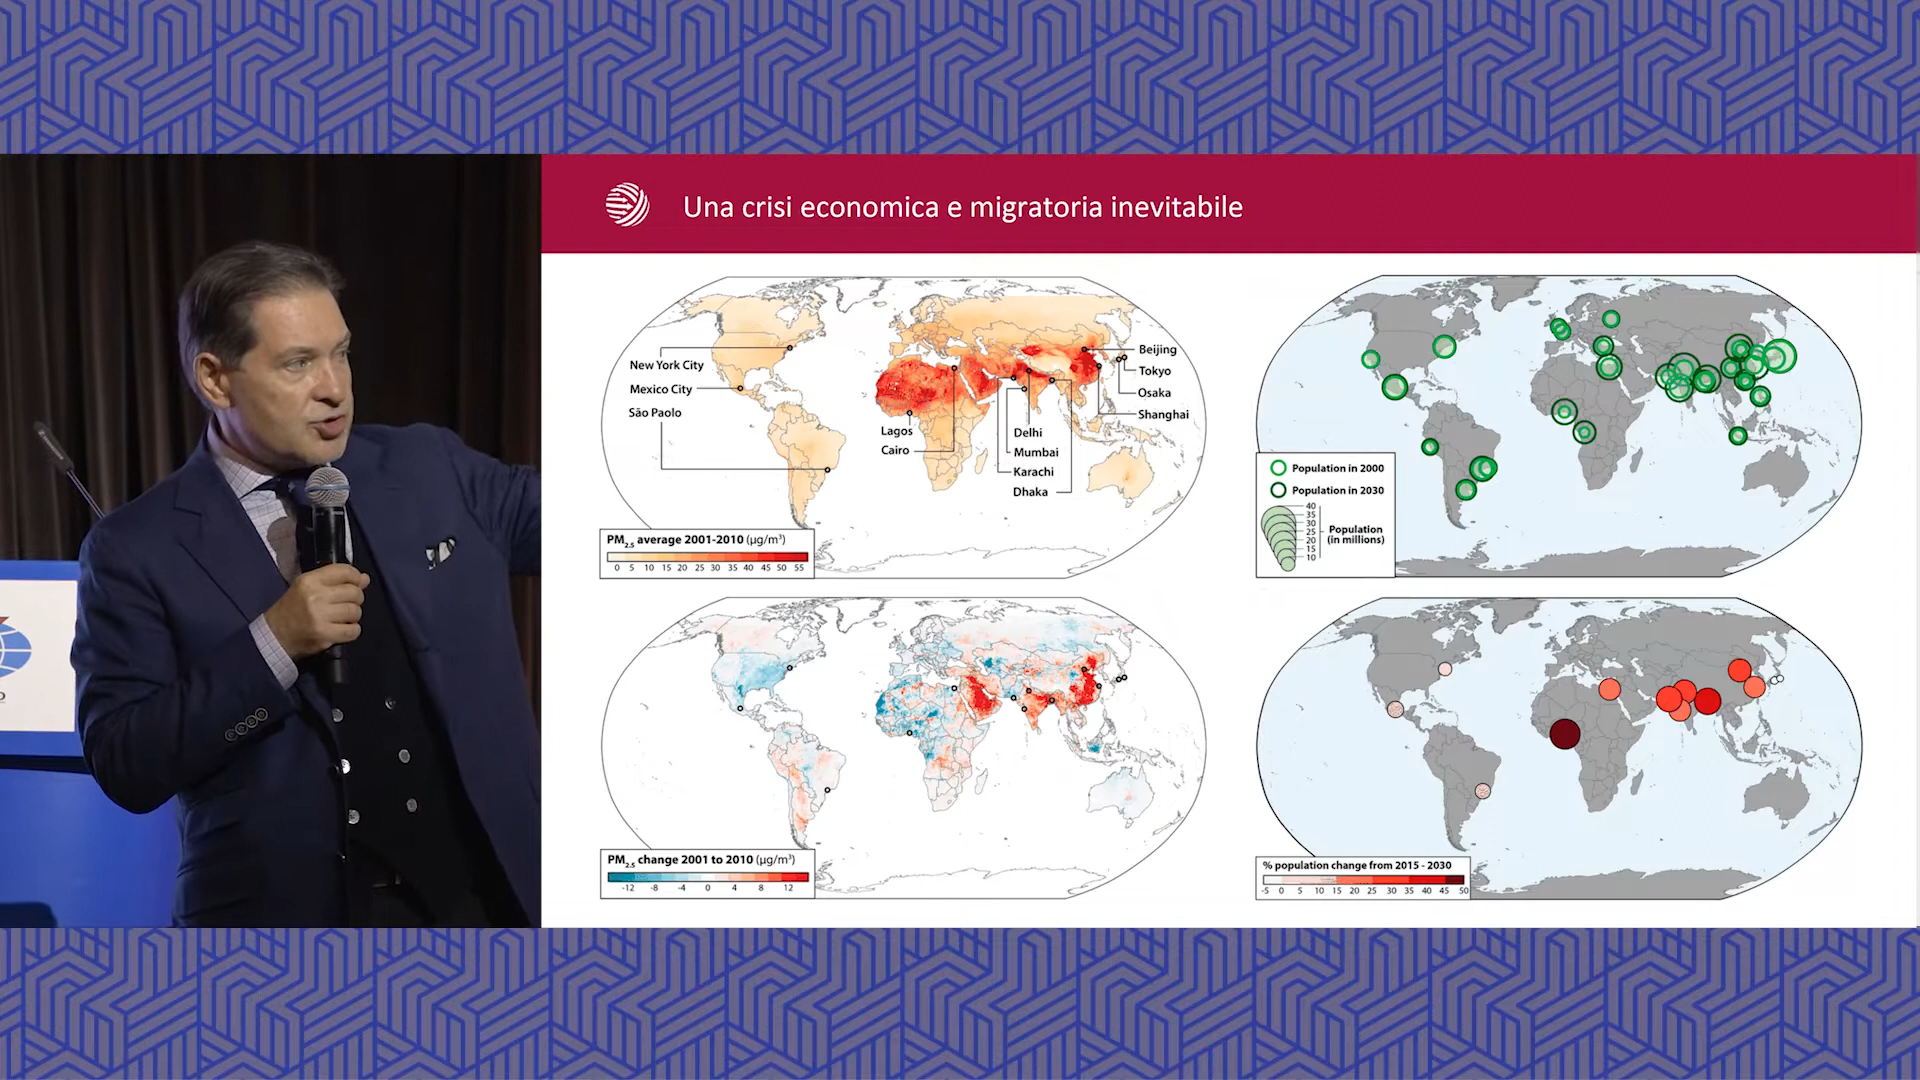 Una crisi economica e migratoria inevitabile
New York City
Mexico City
São Paolo
Lagos
Cairo
Beijing
Tokyo
Osaka
Shanghai
Delhi
Mumbai
Karachi
Dhaka
PM2.5 average 2001-2010 (µg/m³)
0 5 10 15 20 25 30 35 40 45 50 55
Population in 2000
Population in 2030
40
35
30
25
20
15
10
Population
(in millions)
PM2.5 change 2001 to 2010 (µg/m³)
-12 -8 -4 0 4 8 12
% population change from 2015 - 2030
-5 0 5 10 15 20 25 30 35 40 45 50